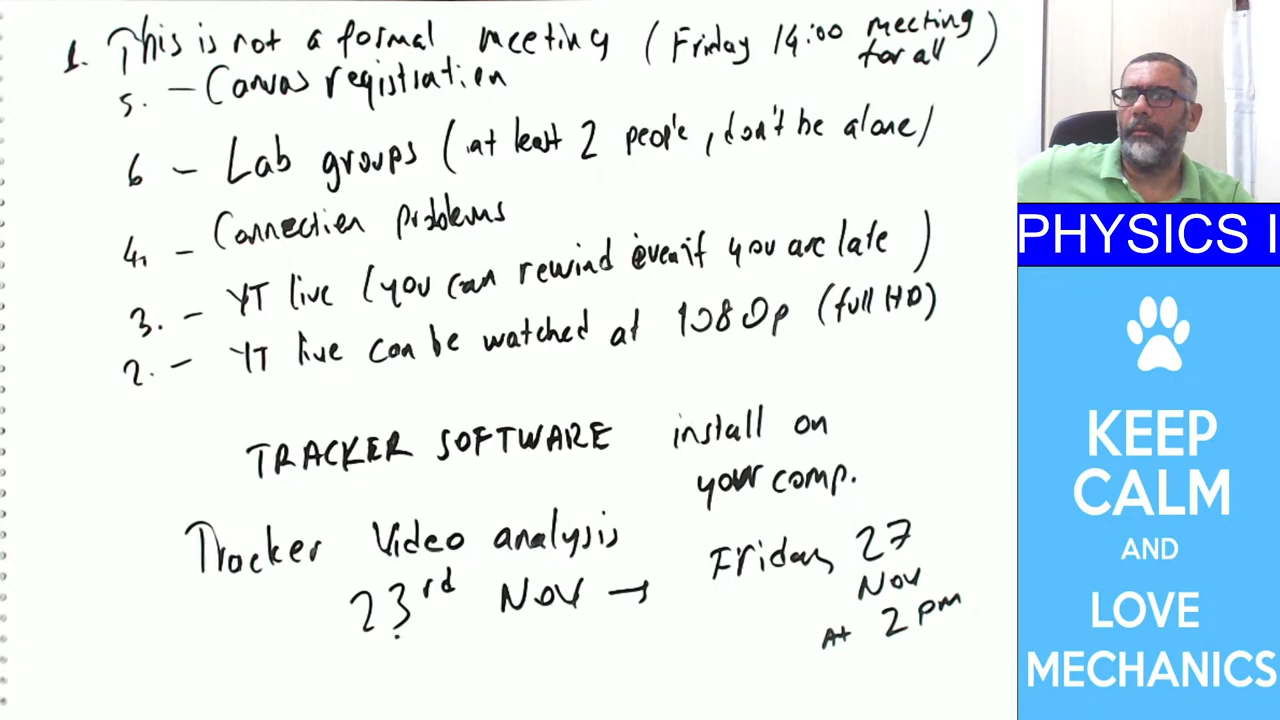 1. This is not a formal meeting (Friday 14:00 meeting for all)
5. - Canvas registration
6 - Lab groups (at least 2 people, don't be alone)
4. - Connection problems
3. - YT live (you can rewind even if you are late)
2. - YT live can be watched at 1080p (full HD)
TRACKER SOFTWARE install on
your comp.
Tracker Video analysis
23rd Nov → Friday 27
Nov
At 2 pm
PHYSICS I
KEEP
CALM
AND
LOVE
MECHANICS